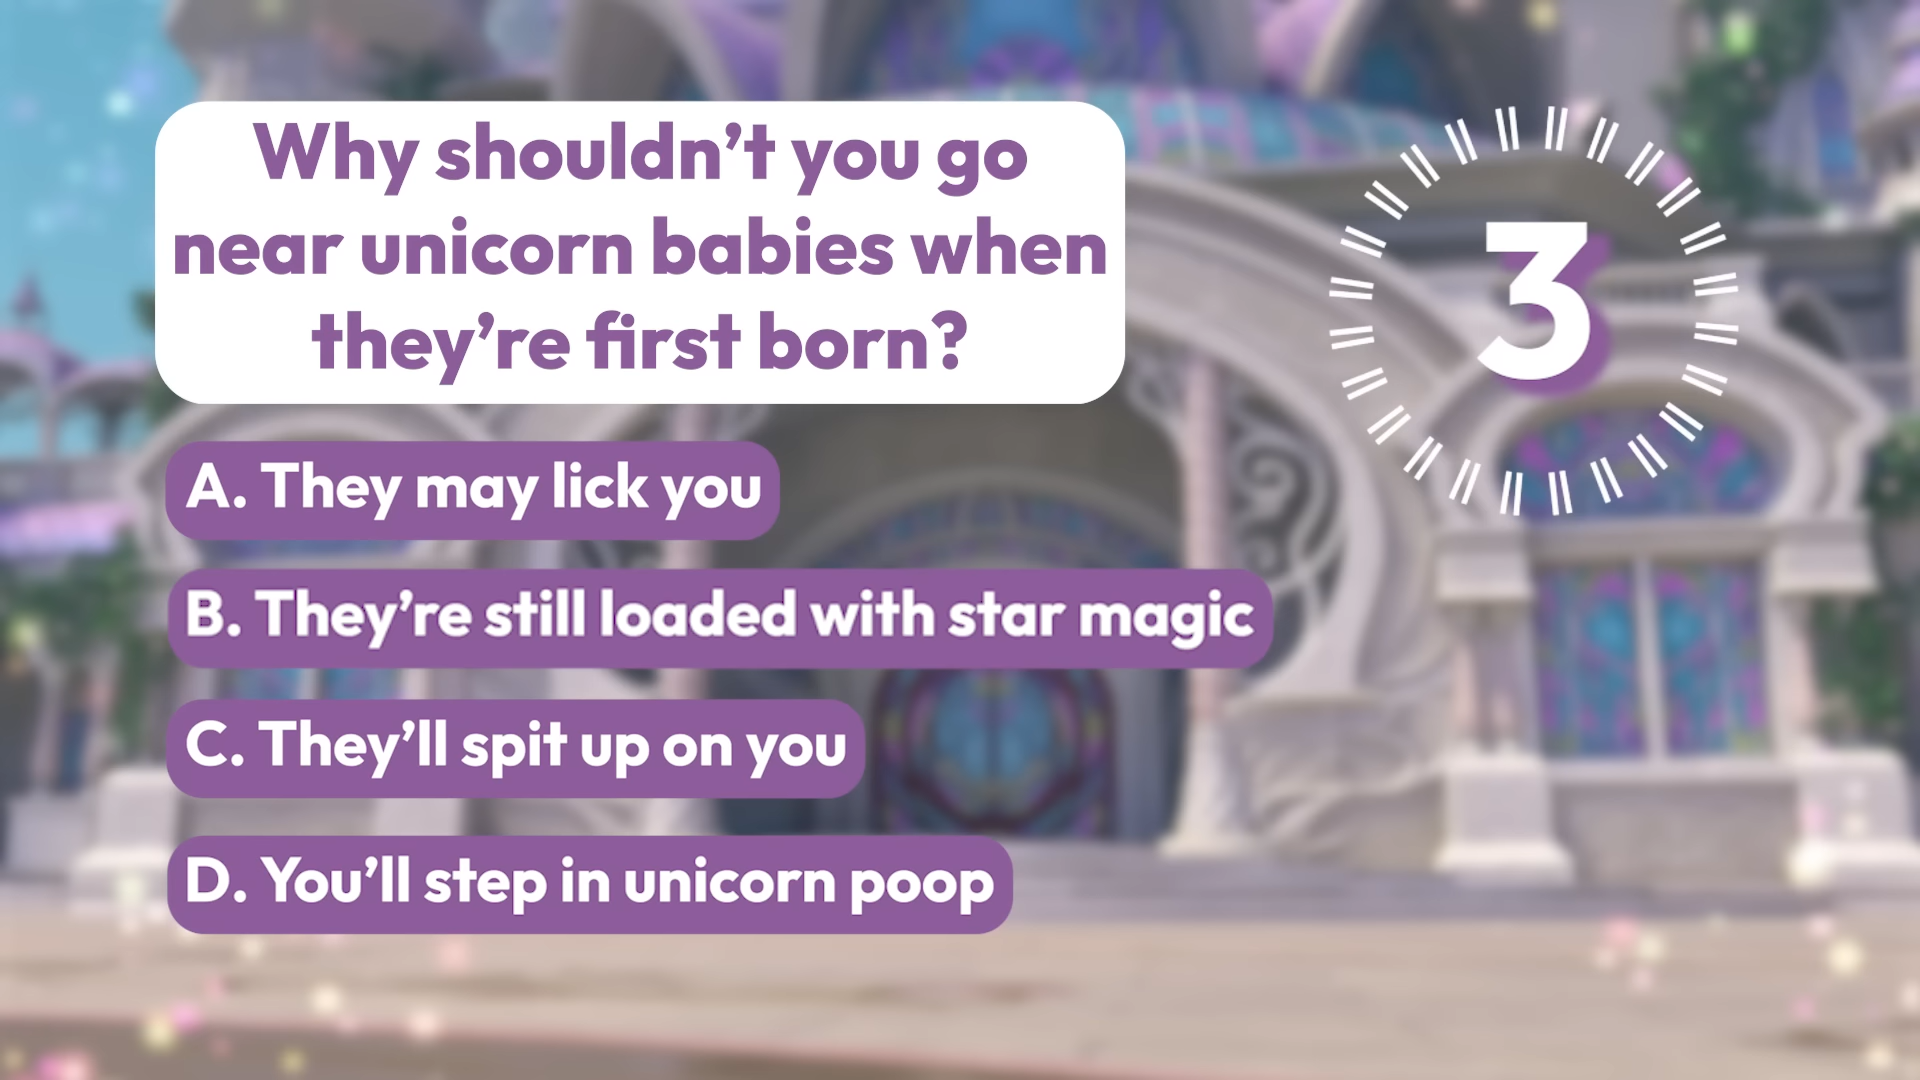 Why shouldn’t you go
near unicorn babies when
they’re first born?
3
A. They may lick you
B. They’re still loaded with star magic
C. They’ll spit up on you
D. You’ll step in unicorn poop